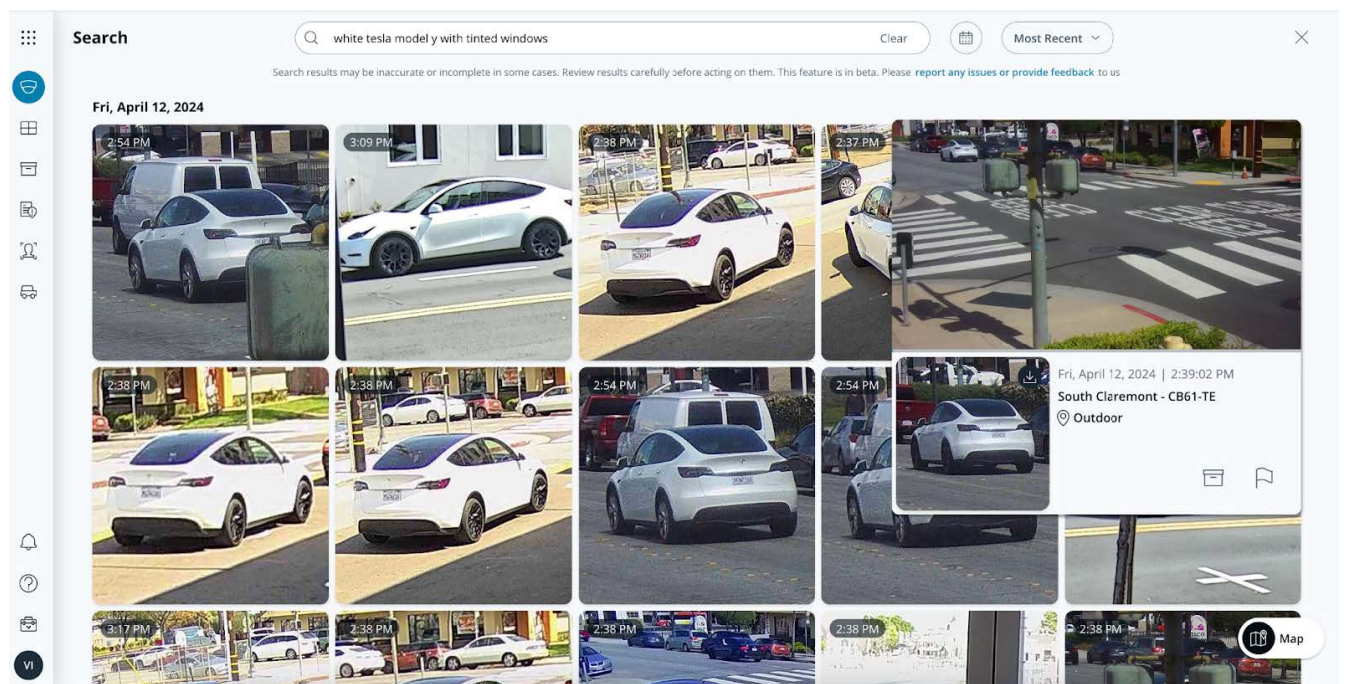 Search
white tesla model y with tinted windows
Clear
Most Recent
Search results may be inaccurate or incomplete in some cases. Review results carefully before acting on them. This feature is in beta. Please report any issues or provide feedback to us
Fri, April 12, 2024
2:54 PM
3:09 PM
2:38 PM
2:37 PM
Fri, April 12, 2024 | 2:39:02 PM
South Claremont - CB61-TE
Outdoor
2:38 PM
2:38 PM
2:54 PM
2:54 PM
3:17 PM
2:38 PM
2:38 PM
2:38 PM
2:38 PM
Map
VI